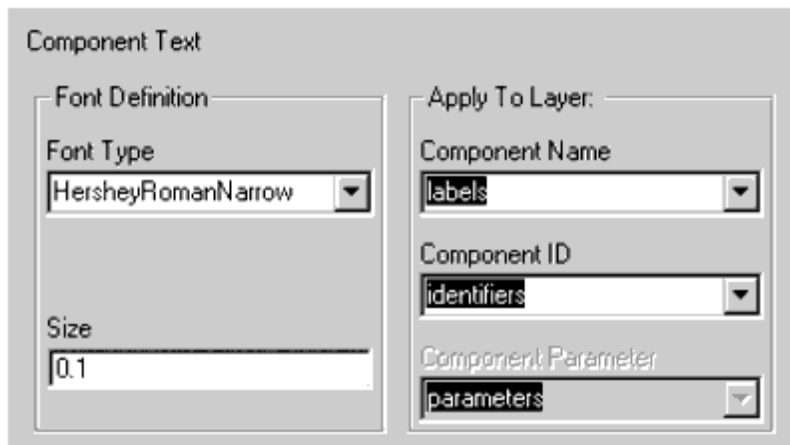 Component Text
Font Definition
Font Type
HersheyRomanNarrow
Size
0.1
Apply To Layer:
Component Name
labels
Component ID
identifiers
Component Parameter
parameters